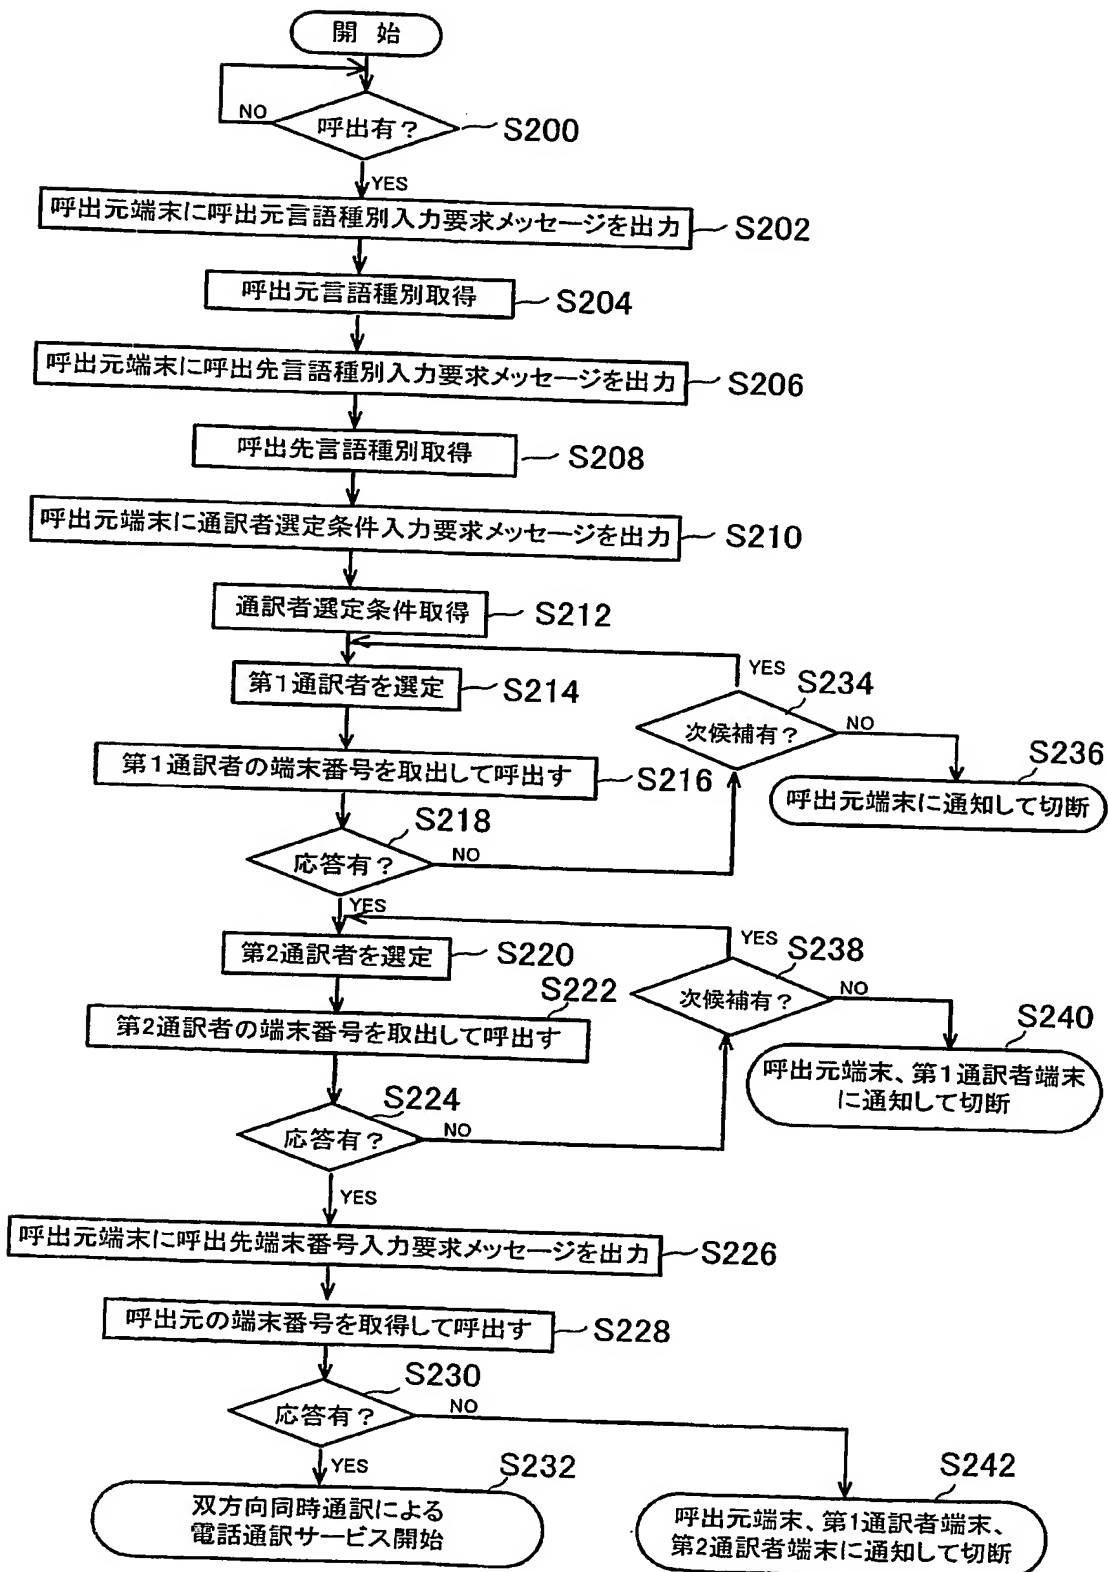 開 始
NO
呼出有?
S200
YES
呼出元端末に呼出元言語種別入力要求メッセージを出力
S202
呼出元言語種別取得
S204
呼出元端末に呼出先言語種別入力要求メッセージを出力
S206
呼出先言語種別取得
S208
呼出元端末に通訳者選定条件入力要求メッセージを出力
S210
通訳者選定条件取得
S212
第1通訳者を選定
S214
YES
S234
次候補有?
NO
第1通訳者の端末番号を取出して呼出す
S216
S236
呼出元端末に通知して切断
S218
応答有?
NO
YES
第2通訳者を選定
S220
YES
S238
次候補有?
NO
S222
第2通訳者の端末番号を取出して呼出す
S240
呼出元端末、第1通訳者端末
に通知して切断
S224
応答有?
NO
YES
呼出元端末に呼出先端末番号入力要求メッセージを出力
S226
呼出元の端末番号を取得して呼出す
S228
S230
応答有?
NO
YES
S232
双方向同時通訳による
電話通訳サービス開始
S242
呼出元端末、第1通訳者端末、
第2通訳者端末に通知して切断